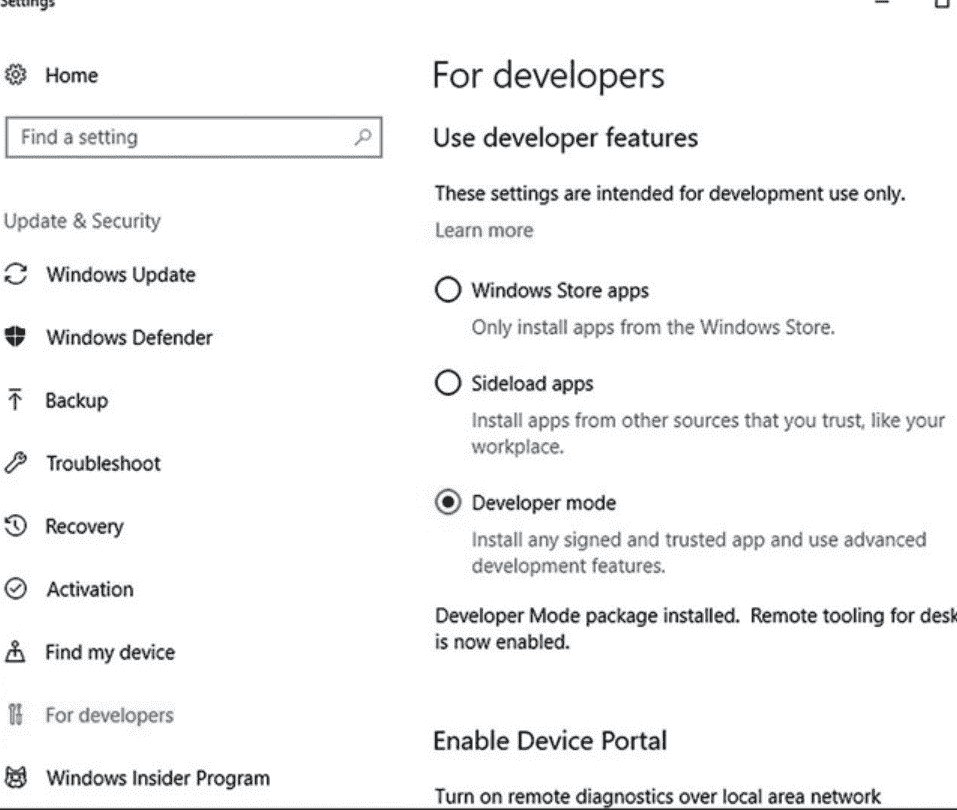 Settings
Home
Find a setting
Update & Security
Windows Update
Windows Defender
Backup
Troubleshoot
Recovery
Activation
Find my device
For developers
Windows Insider Program
For developers
Use developer features
These settings are intended for development use only.
Learn more
Windows Store apps
Only install apps from the Windows Store.
Sideload apps
Install apps from other sources that you trust, like your
workplace.
Developer mode
Install any signed and trusted app and use advanced
development features.
Developer Mode package installed. Remote tooling for desk
is now enabled.
Enable Device Portal
Turn on remote diagnostics over local area network